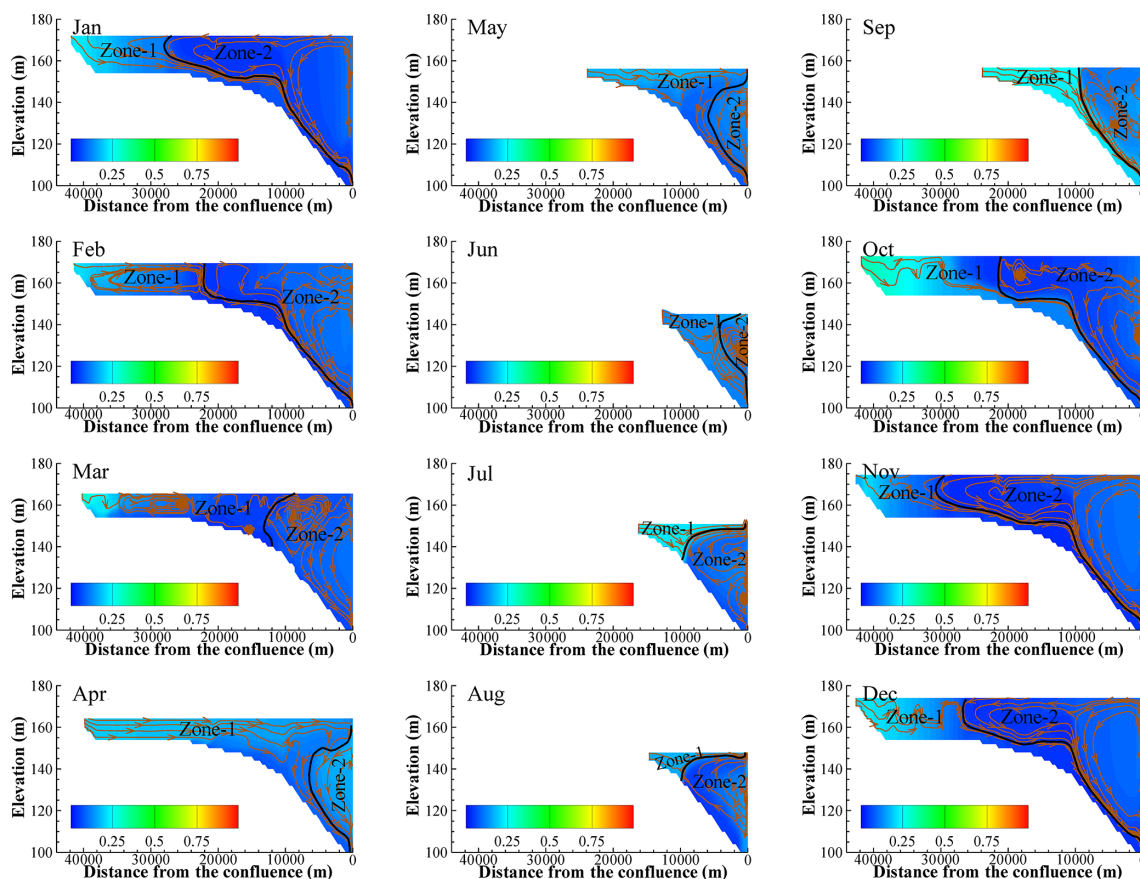 Jan
Elevation (m)
180
160
140
120
100
Zone-1
Zone-2
0.25 0.5 0.75
40000 30000 20000 10000 0
Distance from the confluence (m)
May
Elevation (m)
180
160
140
120
100
Zone-1
Zone-2
0.25 0.5 0.75
40000 30000 20000 10000 0
Distance from the confluence (m)
Sep
Elevation (m)
180
160
140
120
100
Zone-1
Zone-2
0.25 0.5 0.75
40000 30000 20000 10000 0
Distance from the confluence (m)
Feb
Elevation (m)
180
160
140
120
100
Zone-1
Zone-2
0.25 0.5 0.75
40000 30000 20000 10000 0
Distance from the confluence (m)
Jun
Elevation (m)
180
160
140
120
100
Zone-1
Zone-2
0.25 0.5 0.75
40000 30000 20000 10000 0
Distance from the confluence (m)
Oct
Elevation (m)
180
160
140
120
100
Zone-1
Zone-2
0.25 0.5 0.75
40000 30000 20000 10000 0
Distance from the confluence (m)
Mar
Elevation (m)
180
160
140
120
100
Zone-1
Zone-2
0.25 0.5 0.75
40000 30000 20000 10000 0
Distance from the confluence (m)
Jul
Elevation (m)
180
160
140
120
100
Zone-1
Zone-2
0.25 0.5 0.75
40000 30000 20000 10000 0
Distance from the confluence (m)
Nov
Elevation (m)
180
160
140
120
100
Zone-1
Zone-2
0.25 0.5 0.75
40000 30000 20000 10000 0
Distance from the confluence (m)
Apr
Elevation (m)
180
160
140
120
100
Zone-1
Zone-2
0.25 0.5 0.75
40000 30000 20000 10000 0
Distance from the confluence (m)
Aug
Elevation (m)
180
160
140
120
100
Zone-1
Zone-2
0.25 0.5 0.75
40000 30000 20000 10000 0
Distance from the confluence (m)
Dec
Elevation (m)
180
160
140
120
100
Zone-1
Zone-2
0.25 0.5 0.75
40000 30000 20000 10000 0
Distance from the confluence (m)